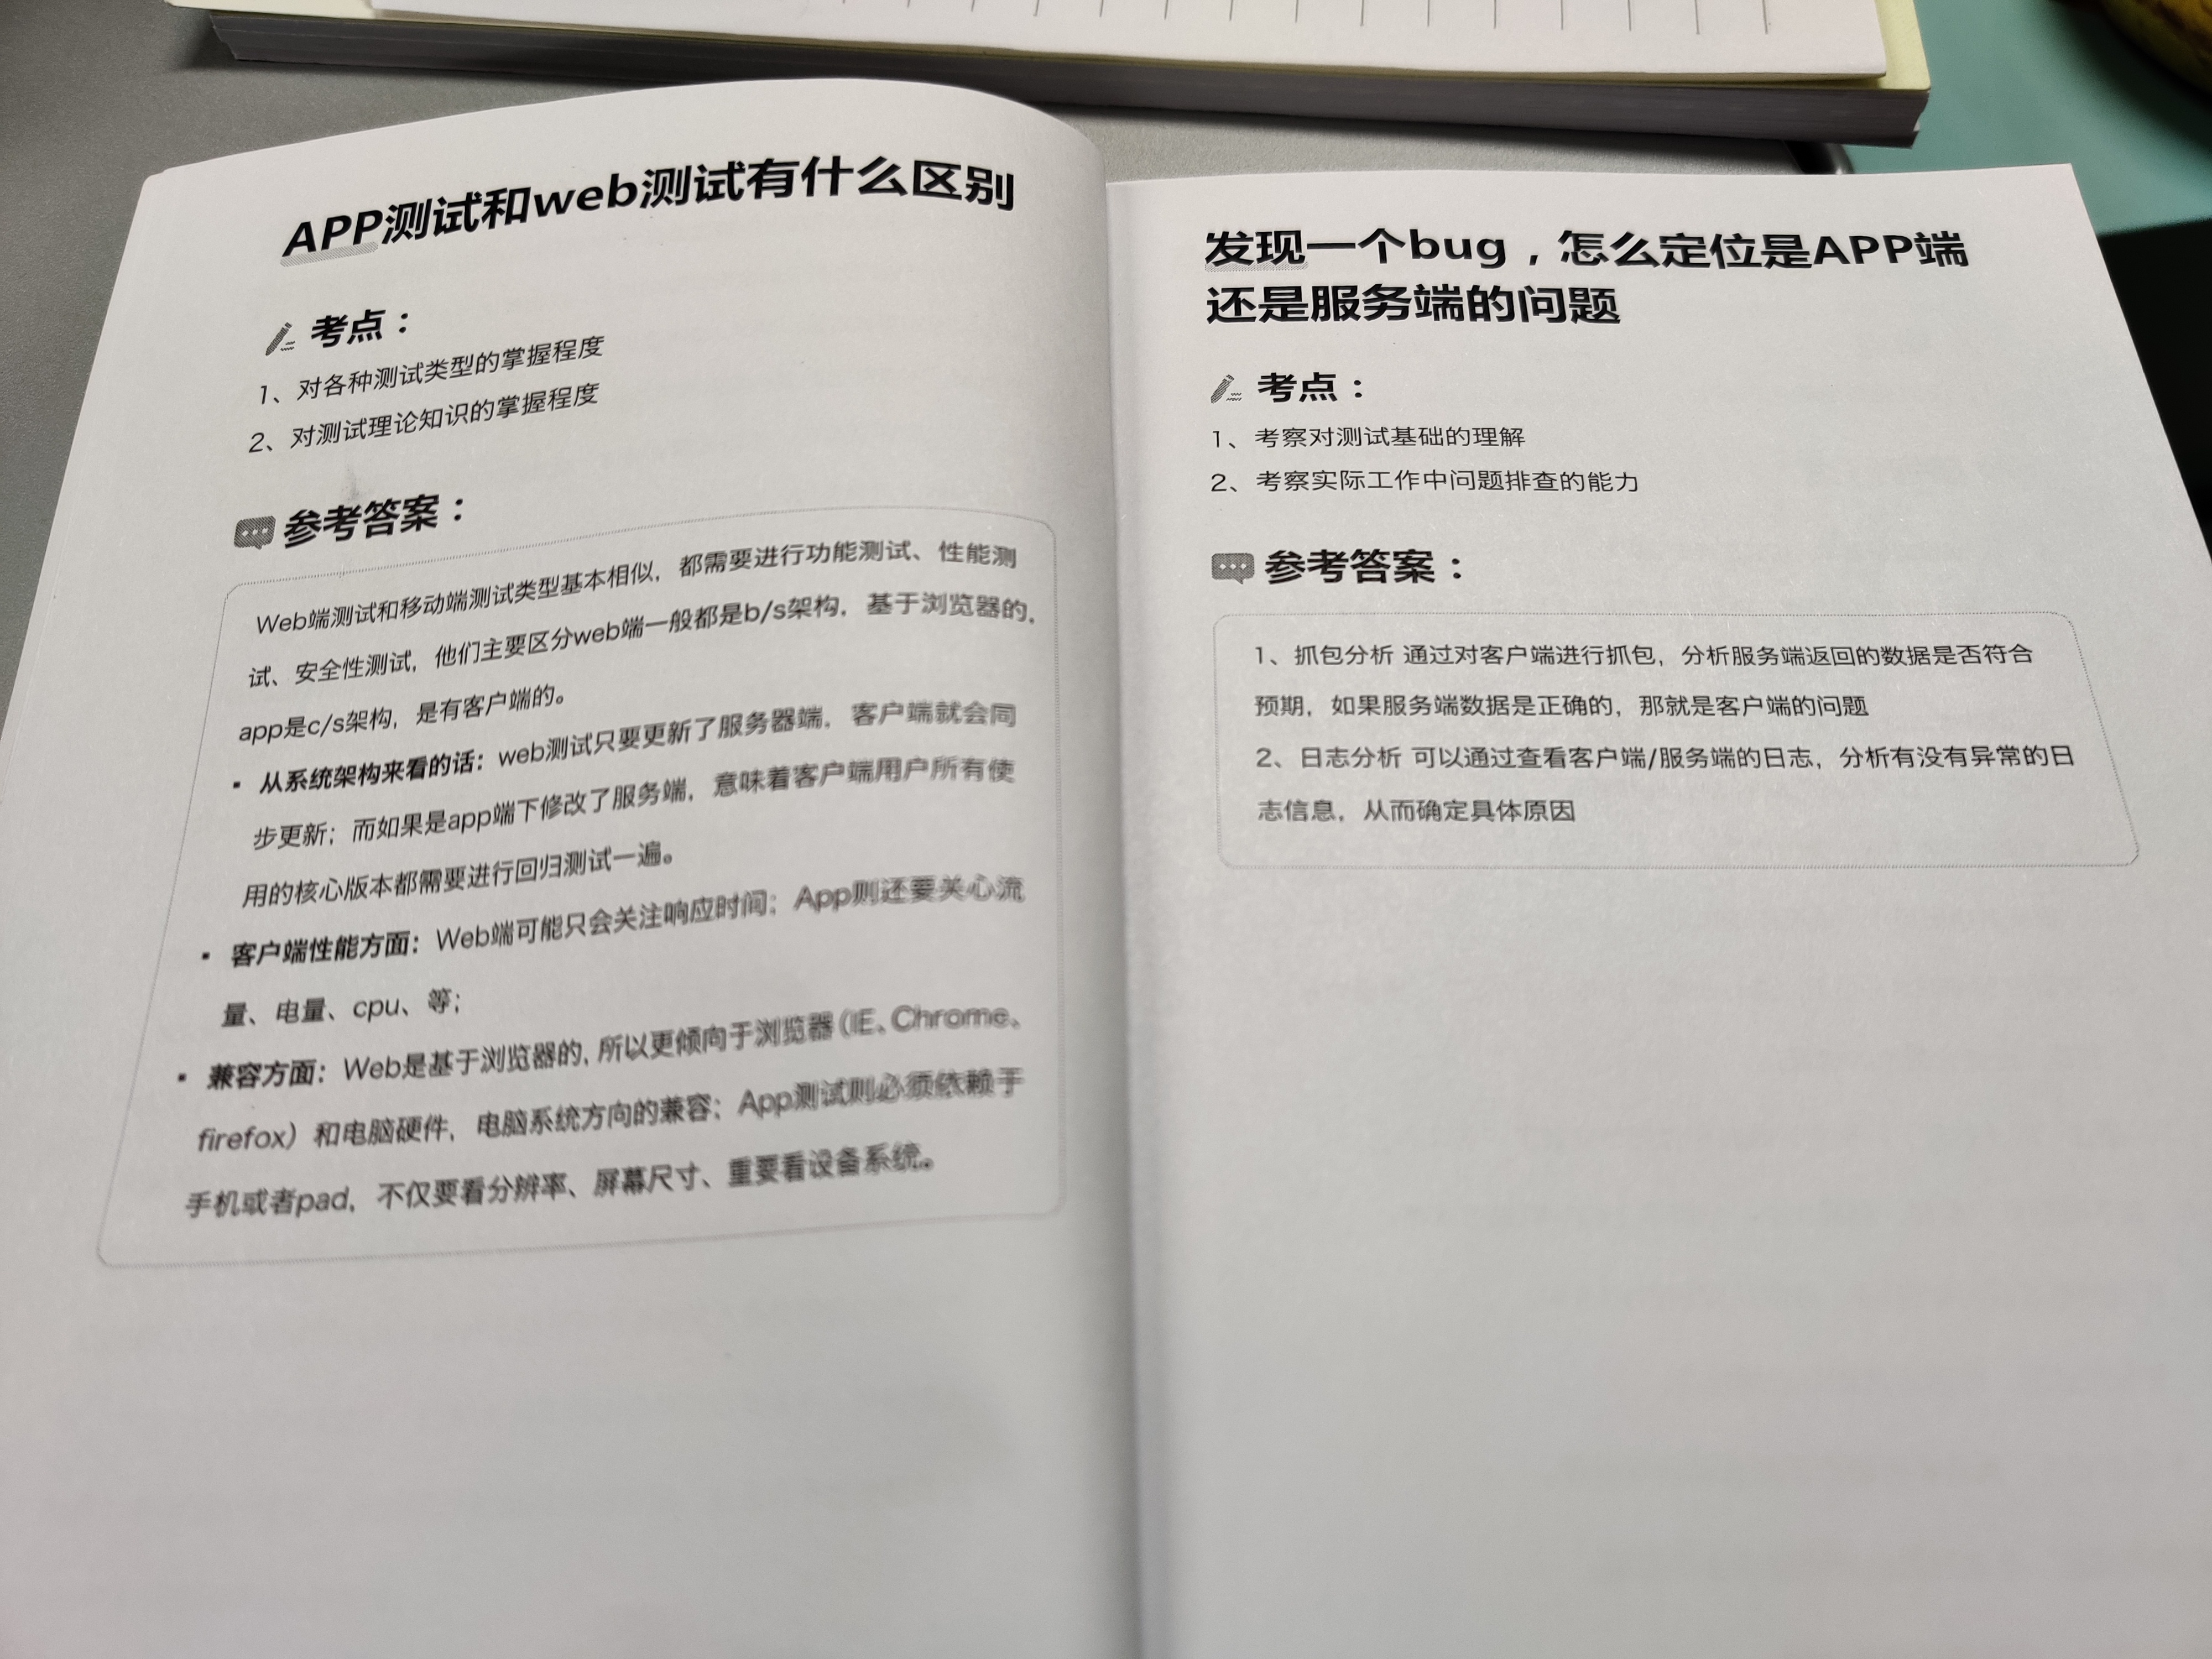 APP测试和web测试有什么区别
考点：
1、对各种测试类型的掌握程度
2、对测试理论知识的掌握程度
参考答案：
Web端测试和移动端测试类型基本相似，都需要进行功能测试、性能测
试、安全性测试，他们主要区分web端一般都是b/s架构，基于浏览器的，
app是c/s架构，是有客户端的。
▪ 从系统架构来看的话：web测试只要更新了服务器端，客户端就会同
步更新；而如果是app端下修改了服务端，意味着客户端用户所有使
用的核心版本都需要进行回归测试一遍。
▪ 客户端性能方面：Web端可能只会关注响应时间；App则还要关心流
量、电量、cpu、等；
▪ 兼容方面：Web是基于浏览器的，所以更倾向于浏览器（IE、Chrome、
firefox）和电脑硬件，电脑系统方向的兼容；App测试则必须依赖于
手机或者pad，不仅要看分辨率、屏幕尺寸、重要看设备系统。
发现一个bug，怎么定位是APP端
还是服务端的问题
考点：
1、考察对测试基础的理解
2、考察实际工作中问题排查的能力
参考答案：
1、抓包分析 通过对客户端进行抓包，分析服务端返回的数据是否符合
预期，如果服务端数据是正确的，那就是客户端的问题
2、日志分析 可以通过查看客户端/服务端的日志，分析有没有异常的日
志信息，从而确定具体原因